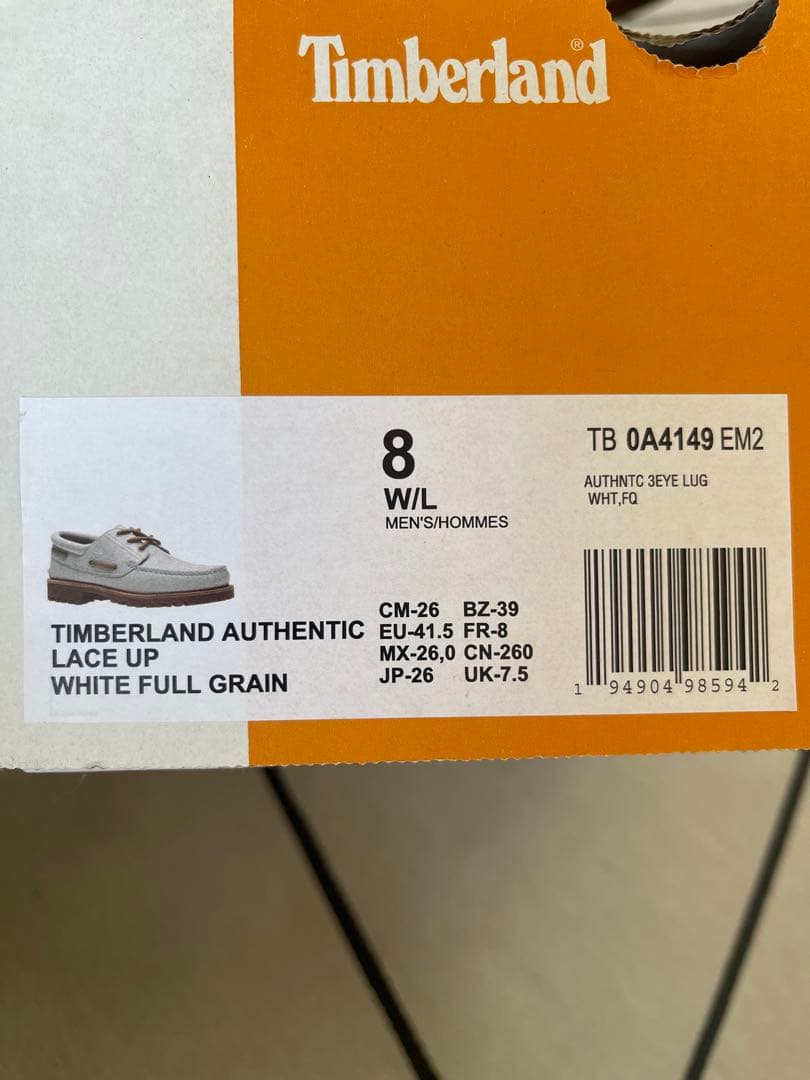 Timberland®
8
W/L
MEN'S/HOMMES
TB 0A4149 EM2
AUTHNTC 3EYE LUG
WHT,FQ
TIMBERLAND AUTHENTIC
LACE UP
WHITE FULL GRAIN
CM-26 BZ-39
EU-41.5 FR-8
MX-26,0 CN-260
JP-26 UK-7.5
1 94904 98594 2